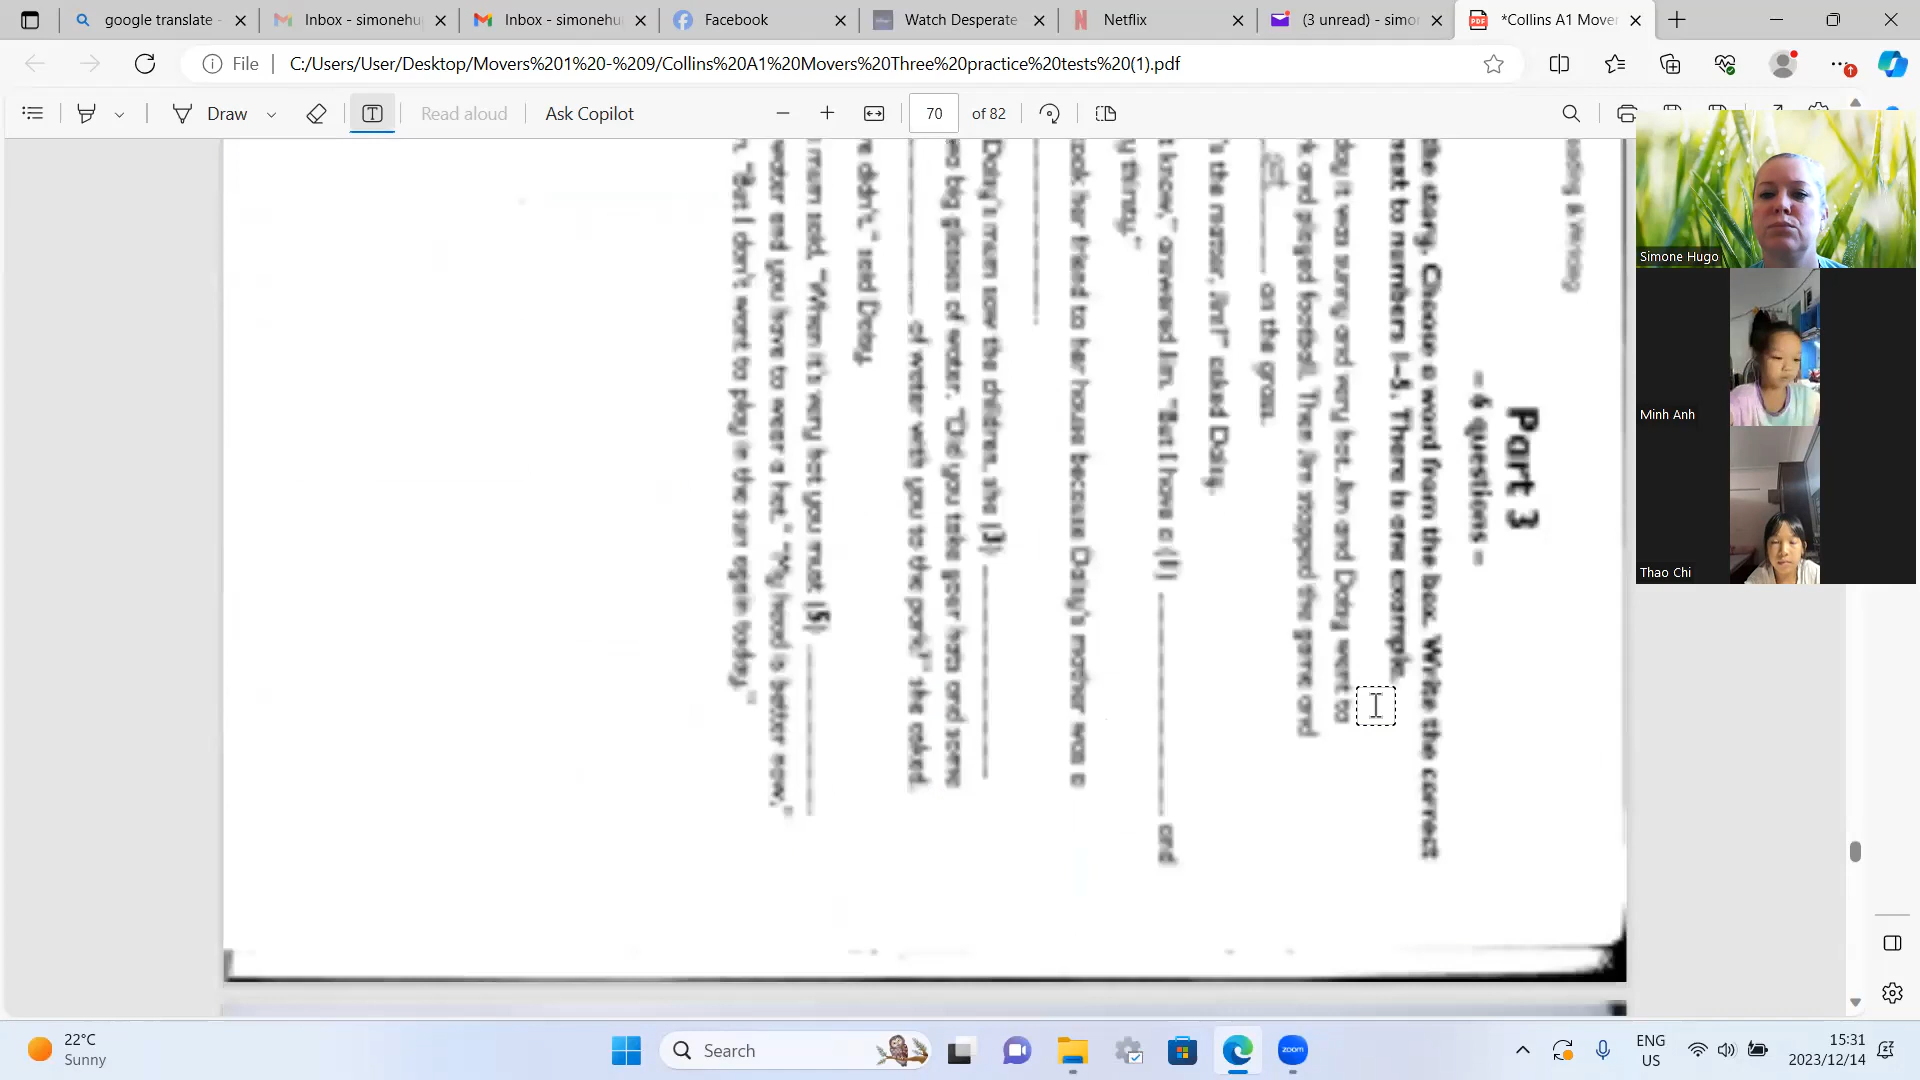 google translate -
Inbox - simonehu
Inbox - simonehu
Facebook
Watch Desperate
Netflix
(3 unread) - simo
*Collins A1 Mover
File
C:/Users/User/Desktop/Movers%201%20-%209/Collins%20A1%20Movers%20Three%20practice%20tests%20(1).pdf
Draw
Read aloud
Ask Copilot
70
of 82
Part 3
– 6 questions –
the story. Choose a word from the box. Write the correct
next to numbers 1–5. There is one example.
day it was sunny and very hot. Jim and Daisy went to
k and played football. Then Jim stopped the game and
sat on the grass.
's the matter, Jim?" asked Daisy.
t know," answered Jim. "But I have a (1) and
y thirsty."
ook her friend to her house because Daisy's mother was a
Daisy's mum saw the children, she (3)
wo big glasses of water. "Did you take your hats and some
of water with you to the park?" she asked.
e didn't," said Daisy.
mum said, "When it's very hot you must (5)
water and you have to wear a hat." "My head is better now,"
"But I don't want to play in the sun again today."
Simone Hugo
Minh Anh
Thao Chi
22°C
Sunny
Search
zoom
ENG
US
15:31
2023/12/14